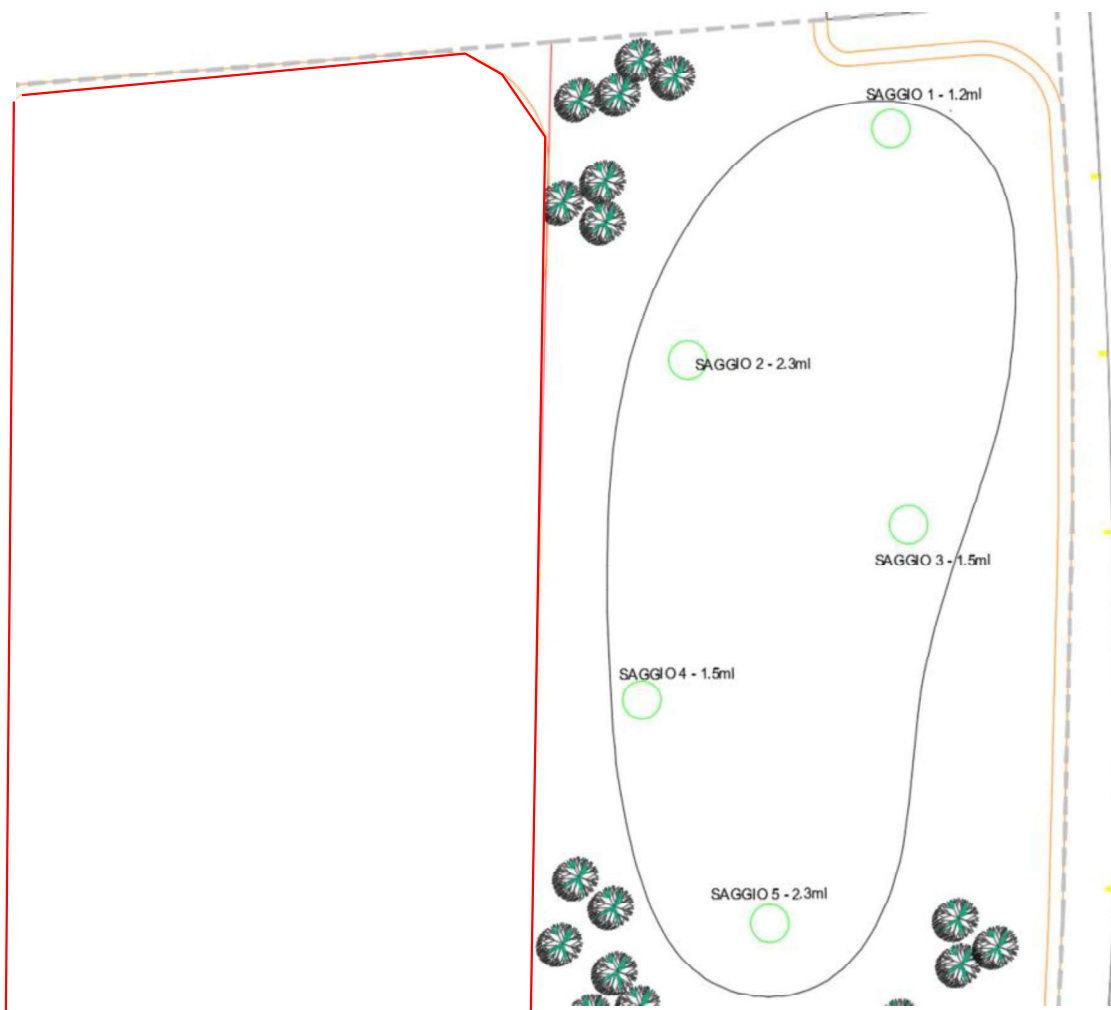 SAGGIO 1 - 1.2ml
SAGGIO 2 - 2.3ml
SAGGIO 3 - 1.5ml
SAGGIO 4 - 1.5ml
SAGGIO 5 - 2.3ml